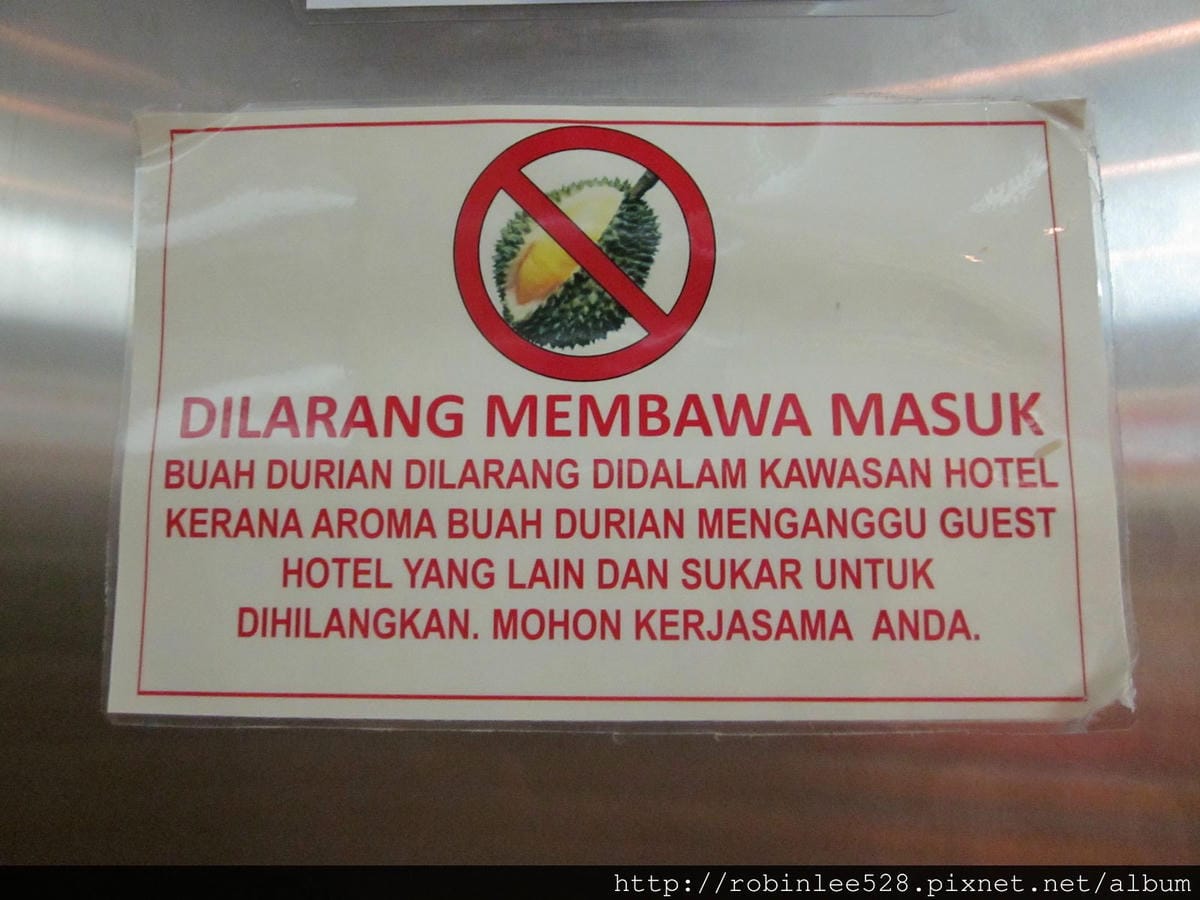 DILARANG MEMBAWA MASUK
BUAH DURIAN DILARANG DIDALAM KAWASAN HOTEL
KERANA AROMA BUAH DURIAN MENGANGGU GUEST
HOTEL YANG LAIN DAN SUKAR UNTUK
DIHILANGKAN. MOHON KERJASAMA ANDA.
http://robinlee528.pixnet.net/album